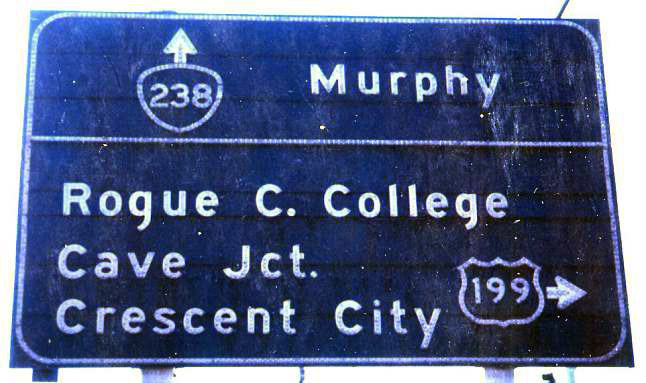 238 Murphy
Rogue C. College
Cave Jct.
199
Crescent City